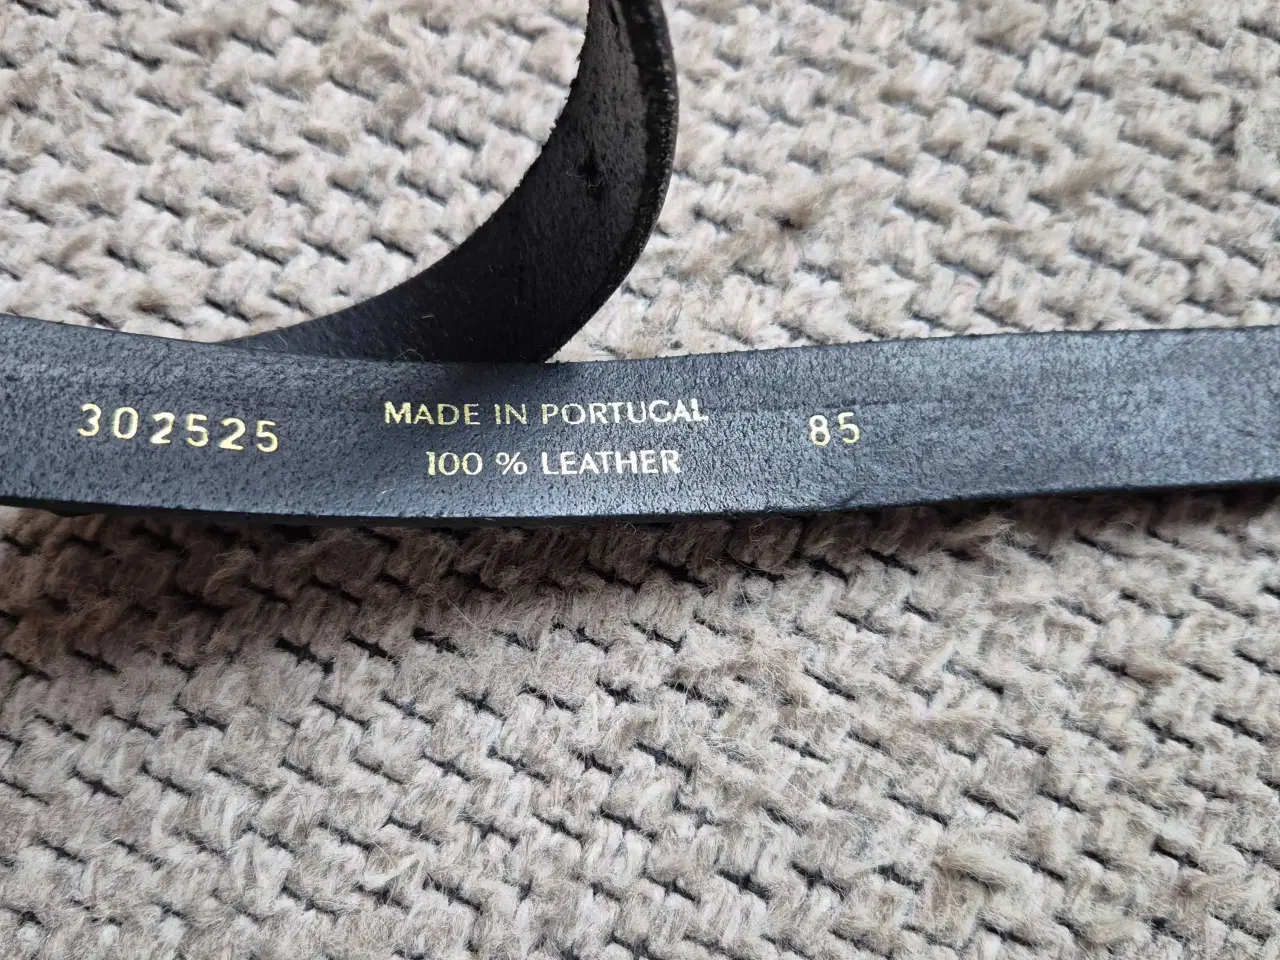 302525
MADE IN PORTUGAL
100 % LEATHER
85